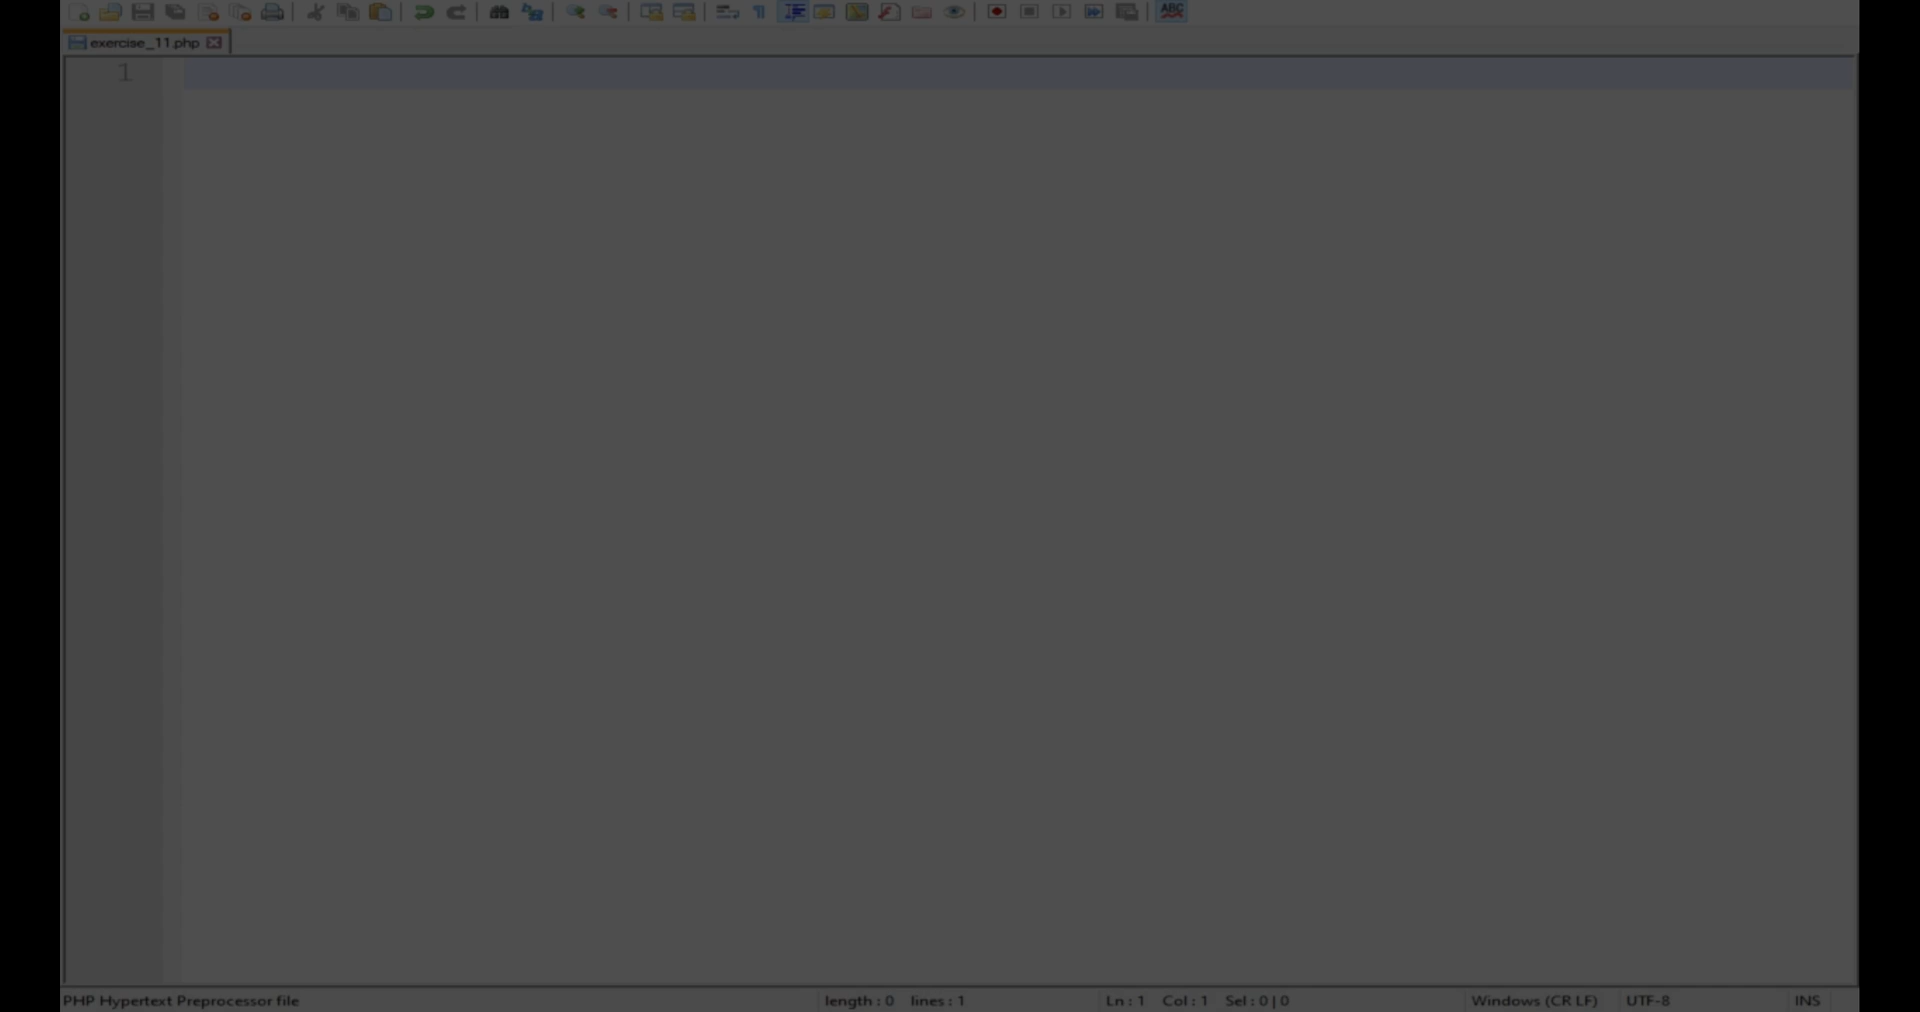 ABC
exercise_11.php
1
PHP Hypertext Preprocessor file length : 0 lines : 1 Ln : 1 Col : 1 Sel : 0 | 0 Windows (CR LF) UTF-8 INS